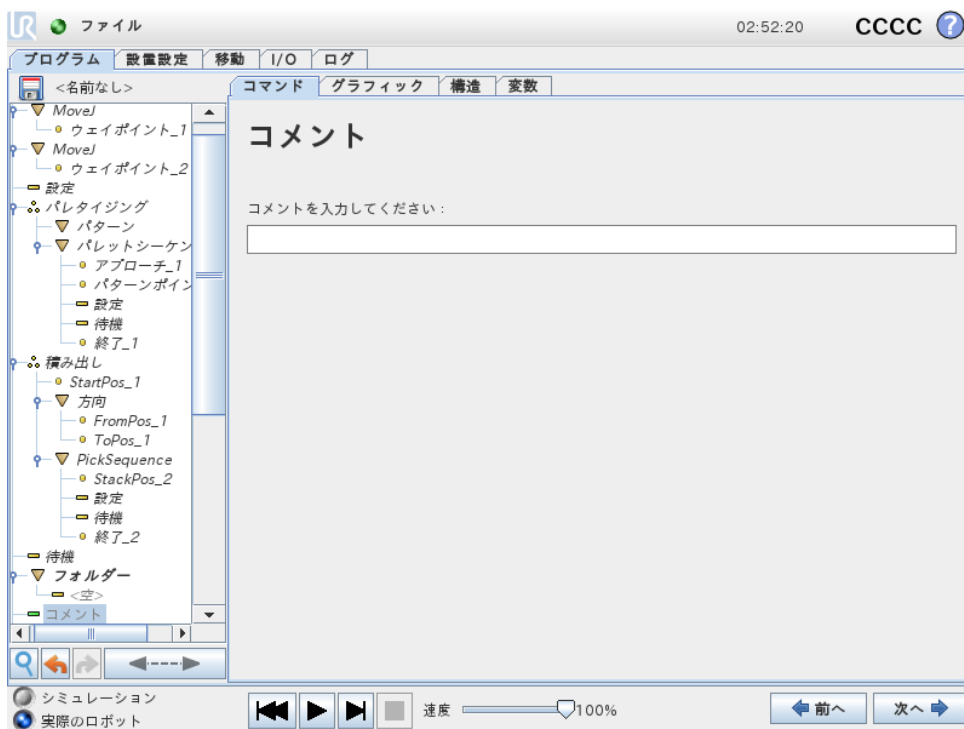 UR ファイル 02:52:20 CCCC ?
プログラム 設置設定 移動 I/O ログ
<名前なし>
コマンド グラフィック 構造 変数
MoveJ
ウェイポイント_1
MoveJ
ウェイポイント_2
設定
パレタイジング
パターン
パレットシーケン
アプローチ_1
パターンポイン
設定
待機
終了_1
積み出し
StartPos_1
方向
FromPos_1
ToPos_1
PickSequence
StackPos_2
設定
待機
終了_2
待機
フォルダー
<空>
コメント
コメント
コメントを入力してください :
シミュレーション
実際のロボット
速度 100%
前へ 次へ